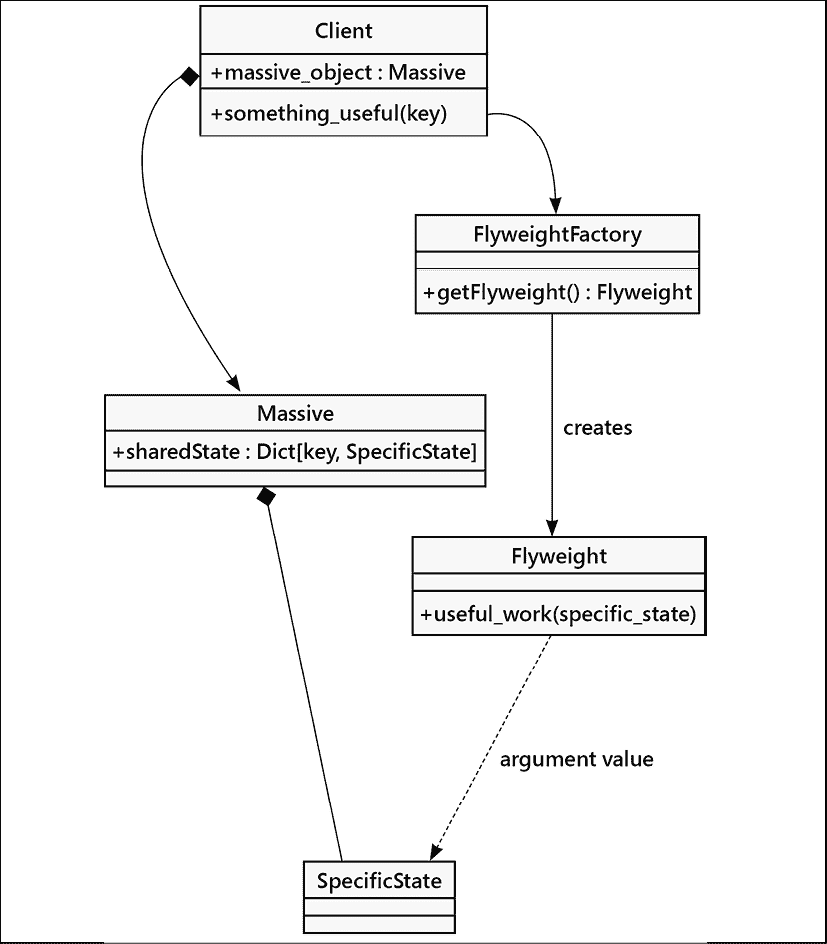 Client
+massive_object : Massive
+something_useful(key)
FlyweightFactory
+getFlyweight() : Flyweight
Massive
+sharedState : Dict[key, SpecificState]
creates
Flyweight
+useful_work(specific_state)
argument value
SpecificState